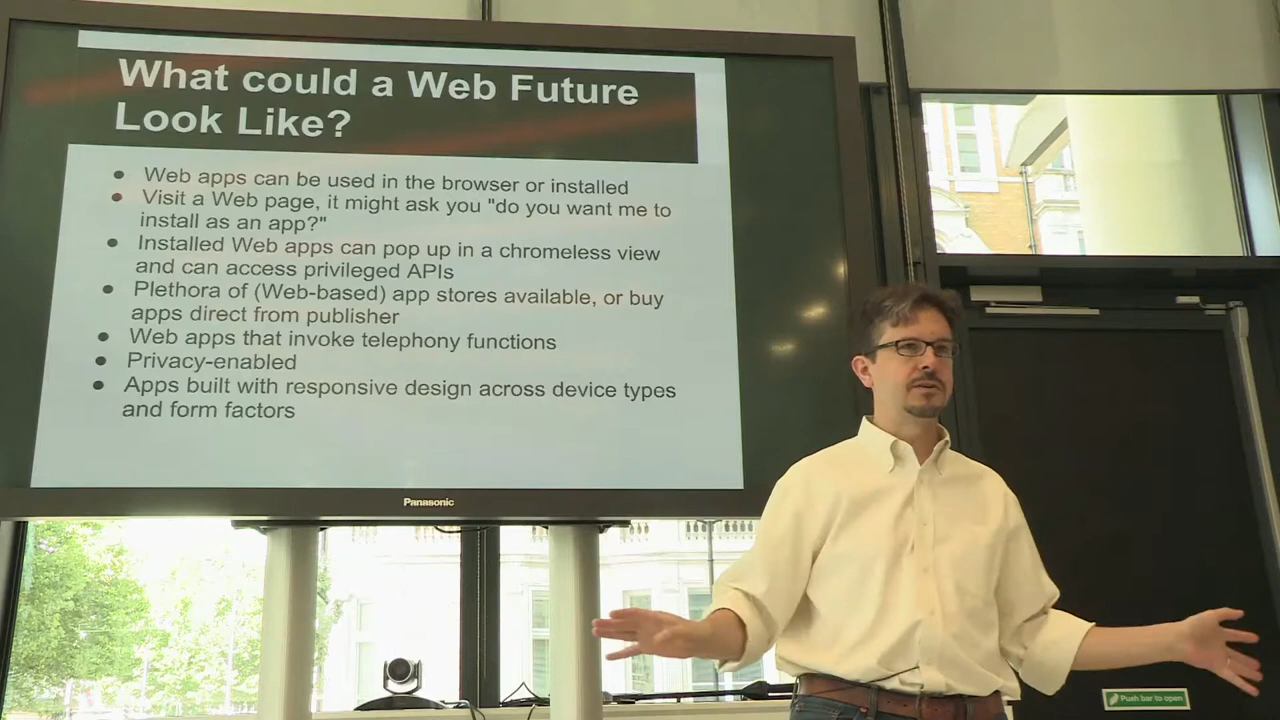 What could a Web Future
Look Like?
• Web apps can be used in the browser or installed
• Visit a Web page, it might ask you "do you want me to
install as an app?"
• Installed Web apps can pop up in a chromeless view
and can access privileged APIs
• Plethora of (Web-based) app stores available, or buy
apps direct from publisher
• Web apps that invoke telephony functions
• Privacy-enabled
• Apps built with responsive design across device types
and form factors
Panasonic
Push bar to open